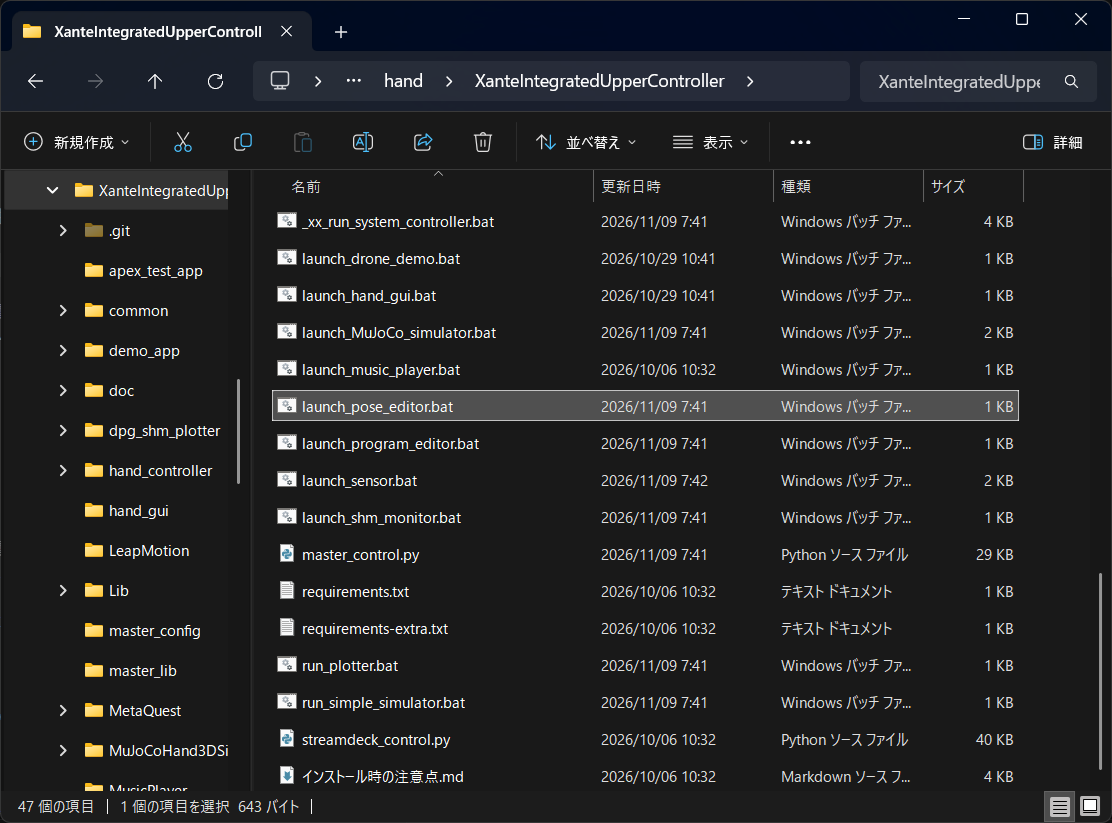 XanteIntegratedUpperControll
hand
XanteIntegratedUpperController
XanteIntegratedUppe
新規作成
並べ替え
表示
詳細
XanteIntegratedUpp
.git
apex_test_app
common
demo_app
doc
dpg_shm_plotter
hand_controller
hand_gui
LeapMotion
Lib
master_config
master_lib
MetaQuest
MuJoCoHand3DSi
MusicPlayer
名前 更新日時 種類 サイズ
_xx_run_system_controller.bat 2026/11/09 7:41 Windows バッチ ファ... 4 KB
launch_drone_demo.bat 2026/10/29 10:41 Windows バッチ ファ... 1 KB
launch_hand_gui.bat 2026/10/29 10:41 Windows バッチ ファ... 1 KB
launch_MuJoCo_simulator.bat 2026/11/09 7:41 Windows バッチ ファ... 2 KB
launch_music_player.bat 2026/10/06 10:32 Windows バッチ ファ... 1 KB
launch_pose_editor.bat 2026/11/09 7:41 Windows バッチ ファ... 1 KB
launch_program_editor.bat 2026/11/09 7:41 Windows バッチ ファ... 1 KB
launch_sensor.bat 2026/11/09 7:42 Windows バッチ ファ... 2 KB
launch_shm_monitor.bat 2026/11/09 7:41 Windows バッチ ファ... 1 KB
master_control.py 2026/11/09 7:41 Python ソース ファイル 29 KB
requirements.txt 2026/10/06 10:32 テキスト ドキュメント 1 KB
requirements-extra.txt 2026/10/06 10:32 テキスト ドキュメント 1 KB
run_plotter.bat 2026/11/09 7:41 Windows バッチ ファ... 1 KB
run_simple_simulator.bat 2026/11/09 7:41 Windows バッチ ファ... 1 KB
streamdeck_control.py 2026/10/06 10:32 Python ソース ファイル 40 KB
インストール時の注意点.md 2026/10/06 10:32 Markdown ソース フ... 4 KB
47 個の項目 1 個の項目を選択 643 バイト